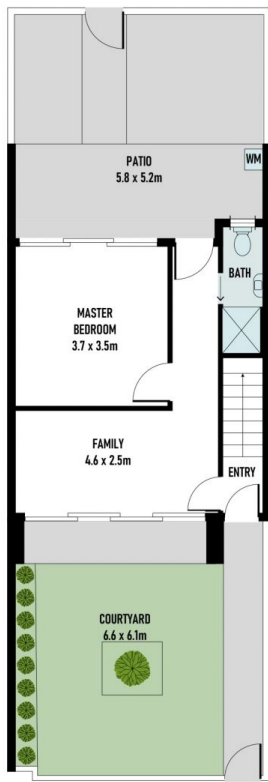 PATIO
5.8 x 5.2m
WM
BATH
MASTER
BEDROOM
3.7 x 3.5m
FAMILY
4.6 x 2.5m
ENTRY
COURTYARD
6.6 x 6.1m